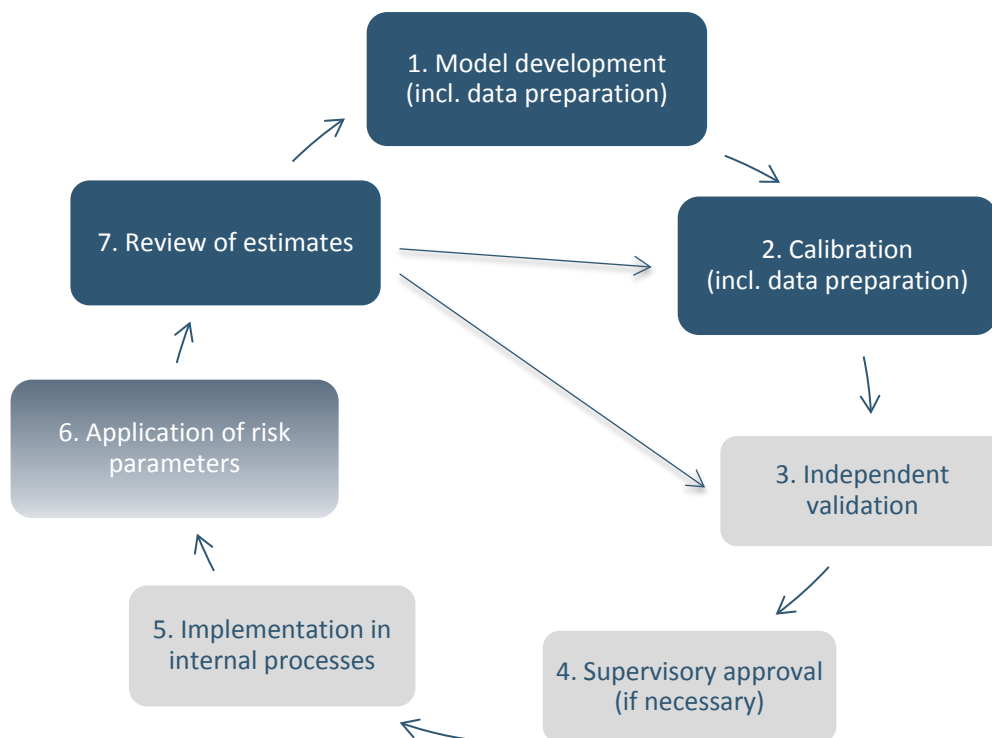 1. Model development
(incl. data preparation)
7. Review of estimates
2. Calibration
(incl. data preparation)
6. Application of risk
parameters
3. Independent
validation
5. Implementation in
internal processes
4. Supervisory approval
(if necessary)